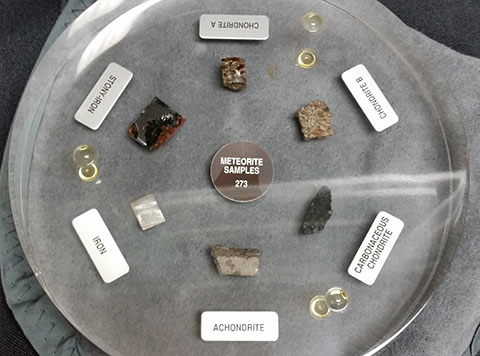 CHONDRITE A
STONY-IRON
CHONDRITE B
METEORITE
SAMPLES
273
IRON
CARBONACEOUS
CHONDRITE
ACHONDRITE